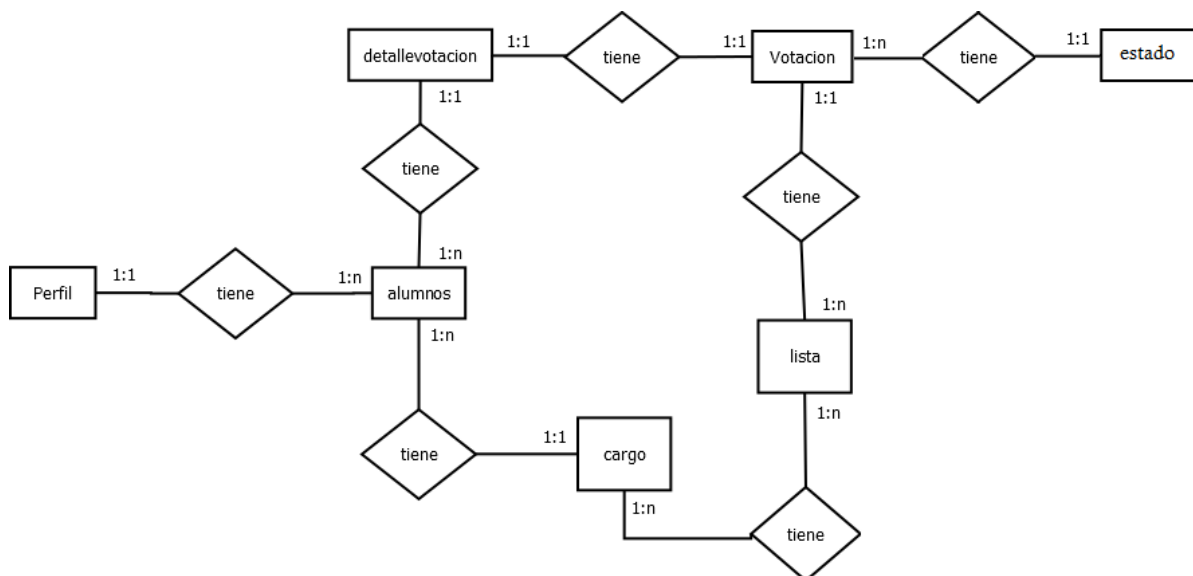 detallevotacion
1:1
tiene
1:1
Votacion
1:n
tiene
1:1
estado
1:1
1:1
tiene
tiene
1:n
Perfil
1:1
tiene
1:n
alumnos
1:n
1:n
lista
1:n
tiene
1:1
cargo
1:n
tiene